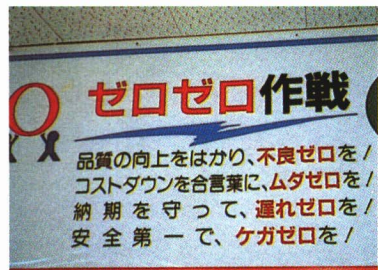 ゼロゼロ作戦
品質の向上をはかり、不良ゼロを!
コストダウンを合言葉に、ムダゼロを!
納期を守って、遅れゼロを!
安全第一で、ケガゼロを!